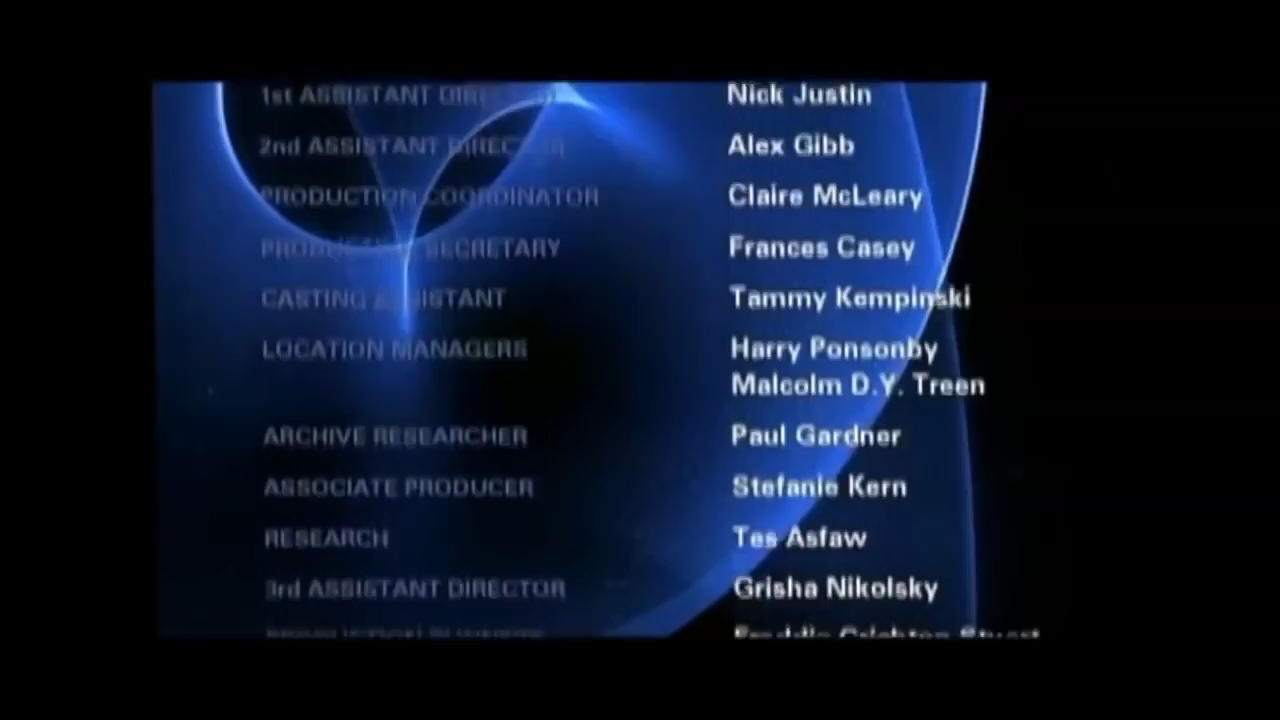 1st ASSISTANT DIRECTOR Nick Justin
2nd ASSISTANT DIRECTOR Alex Gibb
PRODUCTION COORDINATOR Claire McLeary
PRODUCTION SECRETARY Frances Casey
CASTING ASSISTANT Tammy Kempinski
LOCATION MANAGERS Harry Ponsonby
Malcolm D.Y. Treen
ARCHIVE RESEARCHER Paul Gardner
ASSOCIATE PRODUCER Stefanie Kern
RESEARCH Tes Asfaw
3rd ASSISTANT DIRECTOR Grisha Nikolsky